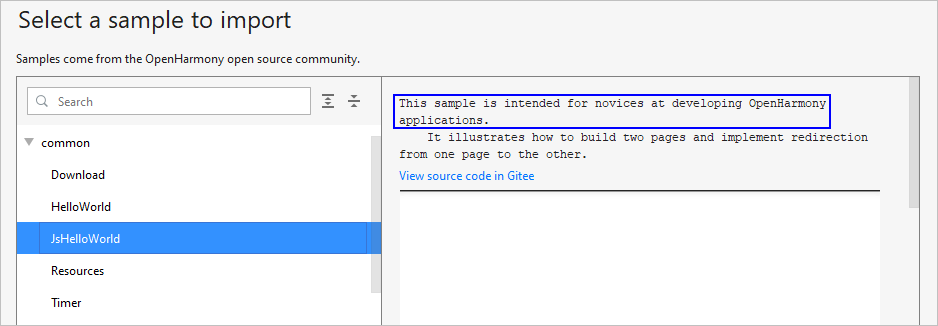 Select a sample to import
Samples come from the OpenHarmony open source community.
Search
common
Download
HelloWorld
JsHelloWorld
Resources
Timer
This sample is intended for novices at developing OpenHarmony
applications.
It illustrates how to build two pages and implement redirection
from one page to the other.
View source code in Gitee